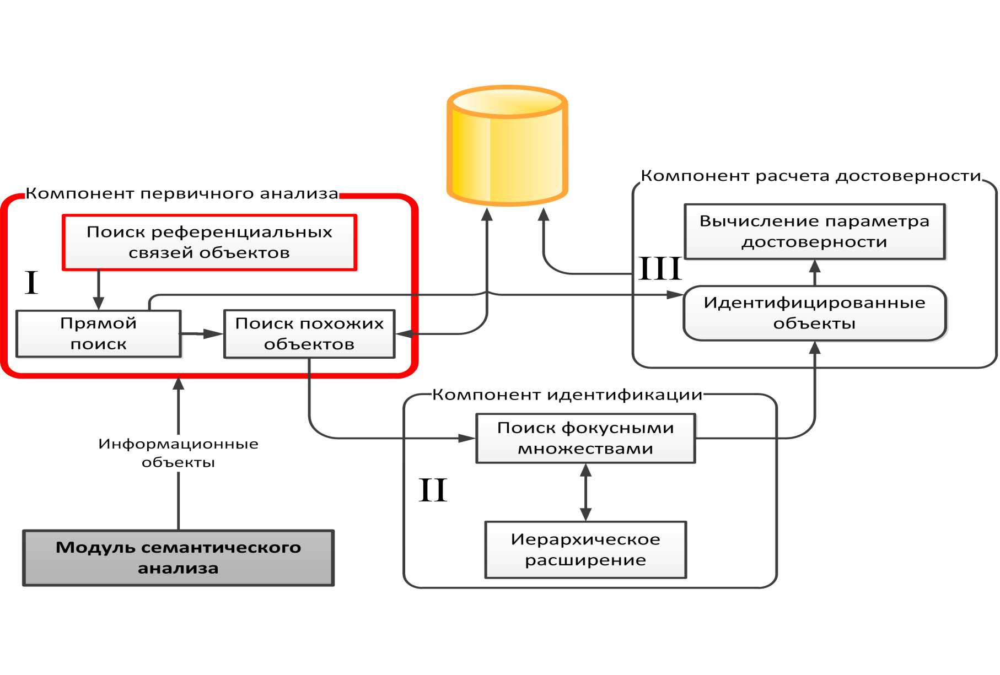 Компонент первичного анализа
Поиск референциальных
связей объектов
I
Прямой
поиск
Поиск похожих
объектов
Информационные
объекты
Модуль семантического
анализа
Компонент идентификации
Поиск фокусными
множествами
II
Иерархическое
расширение
Компонент расчета достоверности
Вычисление параметра
достоверности
III
Идентифицированные
объекты